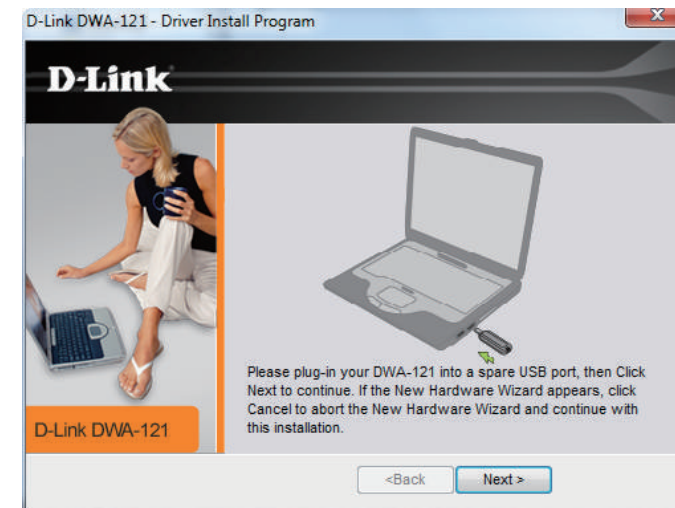 D-Link DWA-121 - Driver Install Program
D-Link
Please plug-in your DWA-121 into a spare USB port, then Click
Next to continue. If the New Hardware Wizard appears, click
Cancel to abort the New Hardware Wizard and continue with
this installation.
D-Link DWA-121
<Back
Next >